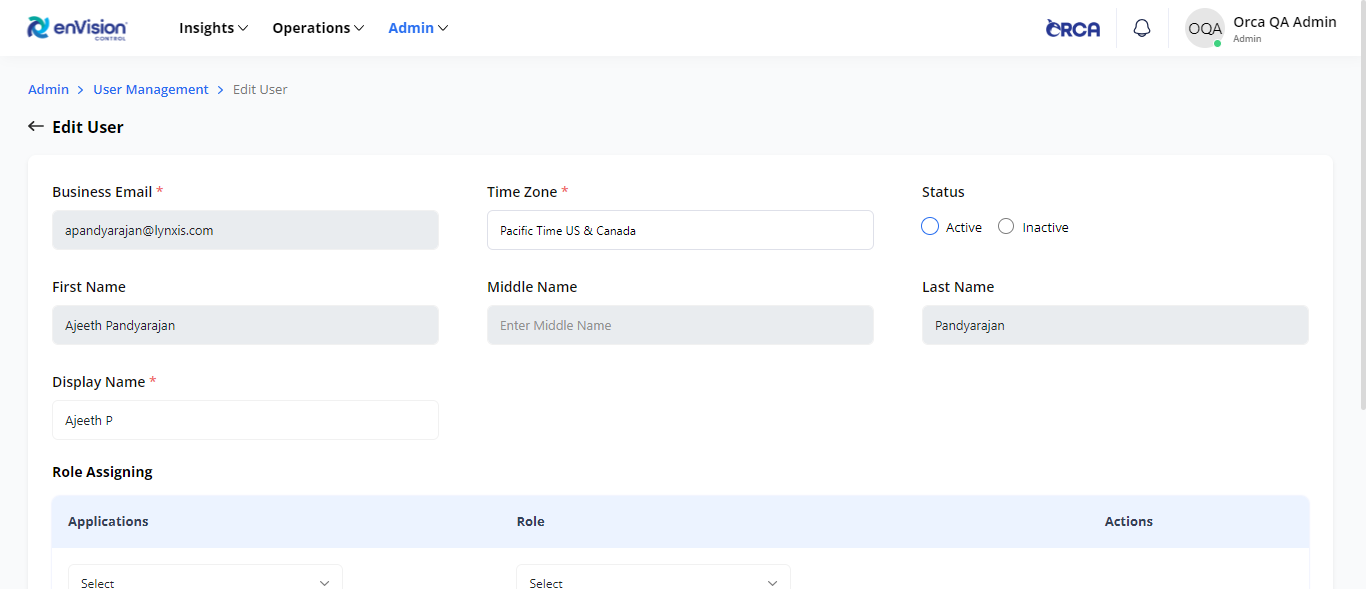 enVision
CONTROL
Insights Operations Admin
ORCA
OQA
Orca QA Admin
Admin
Admin > User Management > Edit User
← Edit User
Business Email * Time Zone * Status
apandyarajan@lynxis.com Pacific Time US & Canada Active Inactive
First Name Middle Name Last Name
Ajeeth Pandyarajan Enter Middle Name Pandyarajan
Display Name *
Ajeeth P
Role Assigning
Applications Role Actions
Select Select